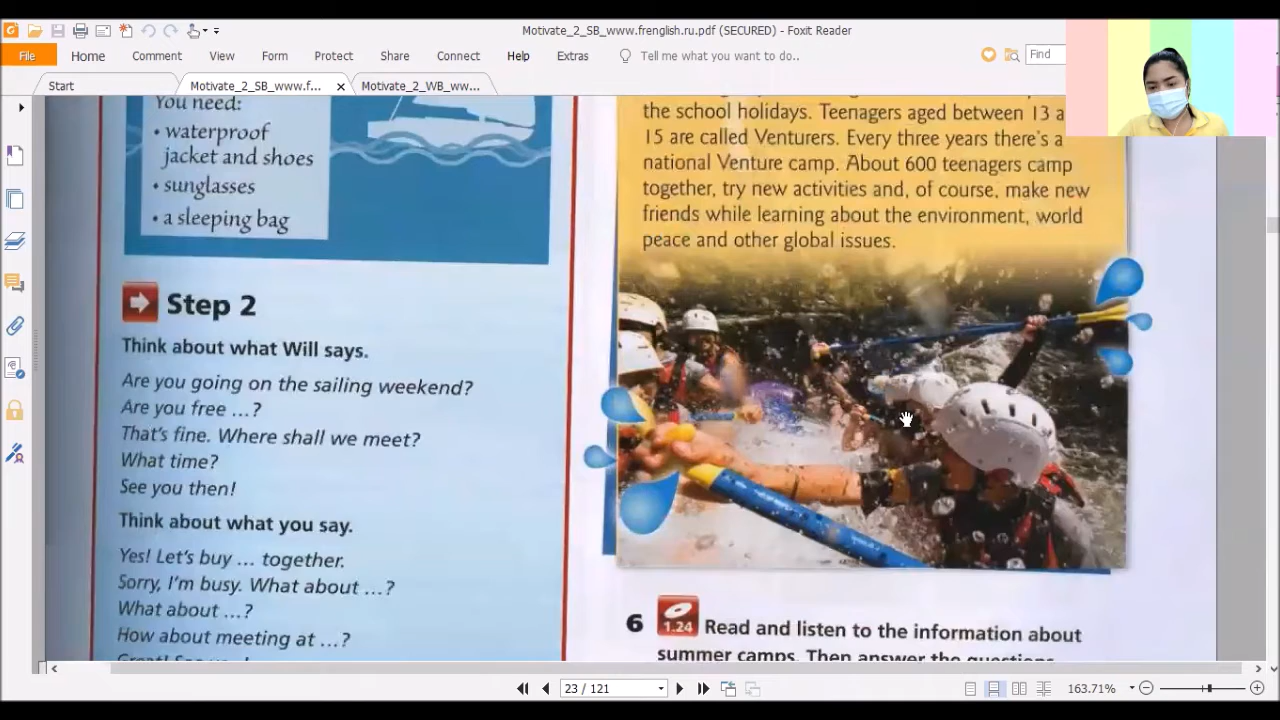 Motivate_2_SB_www.frenglish.ru.pdf (SECURED) - Foxit Reader
File Home Comment View Form Protect Share Connect Help Extras Tell me what you want to do.. Find
Start Motivate_2_SB_www.f... Motivate_2_WB_ww...
You need:
• waterproof
jacket and shoes
• sunglasses
• a sleeping bag
Step 2
Think about what Will says.
Are you going on the sailing weekend?
Are you free ...?
That's fine. Where shall we meet?
What time?
See you then!
Think about what you say.
Yes! Let's buy ... together.
Sorry, I'm busy. What about ...?
What about ...?
How about meeting at ...?
the school holidays. Teenagers aged between 13 a
15 are called Venturers. Every three years there's a
national Venture camp. About 600 teenagers camp
together, try new activities and, of course, make new
friends while learning about the environment, world
peace and other global issues.
6 1.24 Read and listen to the information about
summer camps. Then answer the questions
23 / 121
163.71%